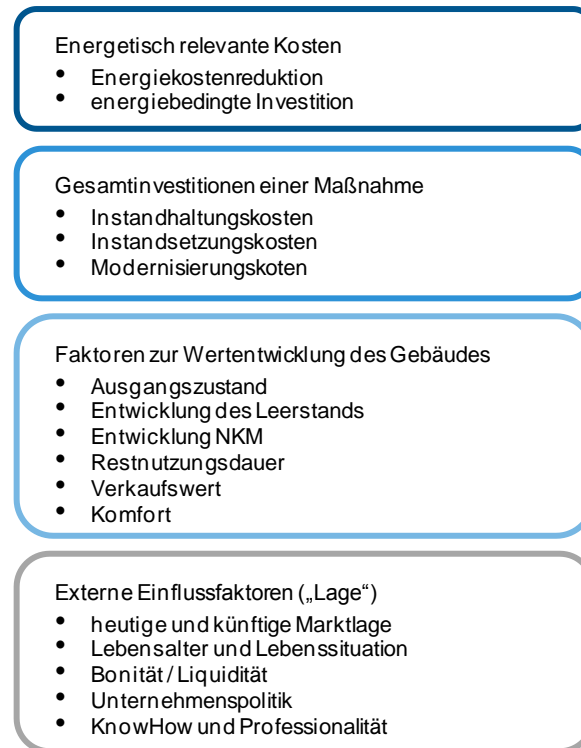 Energetisch relevante Kosten
• Energiekostenreduktion
• energiebedingte Investition
Gesamtinvestitionen einer Maßnahme
• Instandhaltungskosten
• Instandsetzungskosten
• Modernisierungskoten
Faktoren zur Wertentwicklung des Gebäudes
• Ausgangszustand
• Entwicklung des Leerstands
• Entwicklung NKM
• Restnutzungsdauer
• Verkaufswert
• Komfort
Externe Einflussfaktoren („Lage“)
• heutige und künftige Marktlage
• Lebensalter und Lebenssituation
• Bonität / Liquidität
• Unternehmenspolitik
• KnowHow und Professionalität